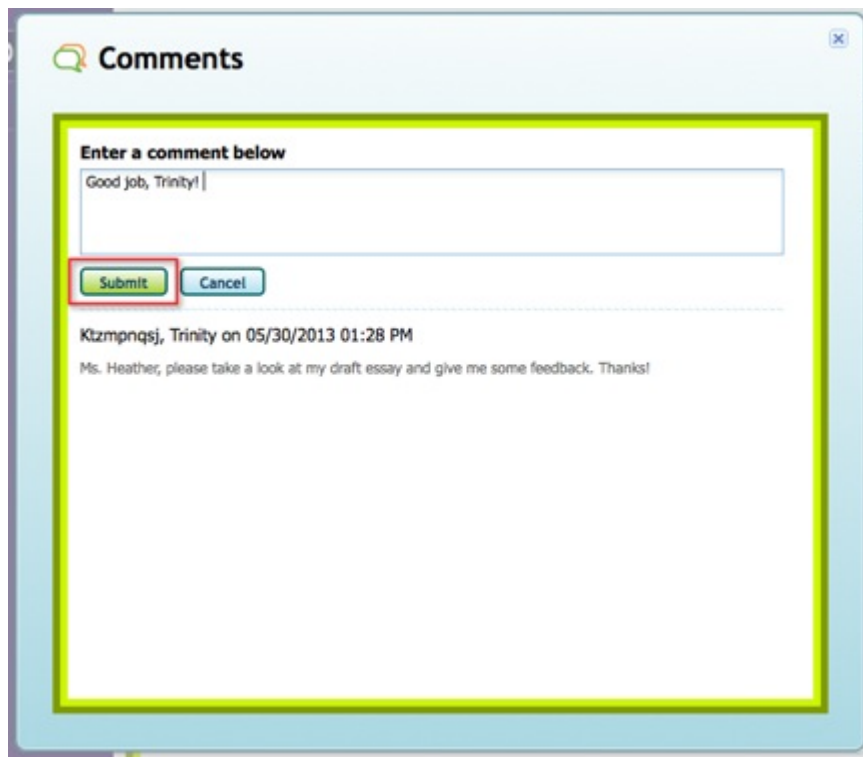 Comments
Enter a comment below
Good job, Trinity!
Submit Cancel
Ktzmpnqsj, Trinity on 05/30/2013 01:28 PM
Ms. Heather, please take a look at my draft essay and give me some feedback. Thanks!